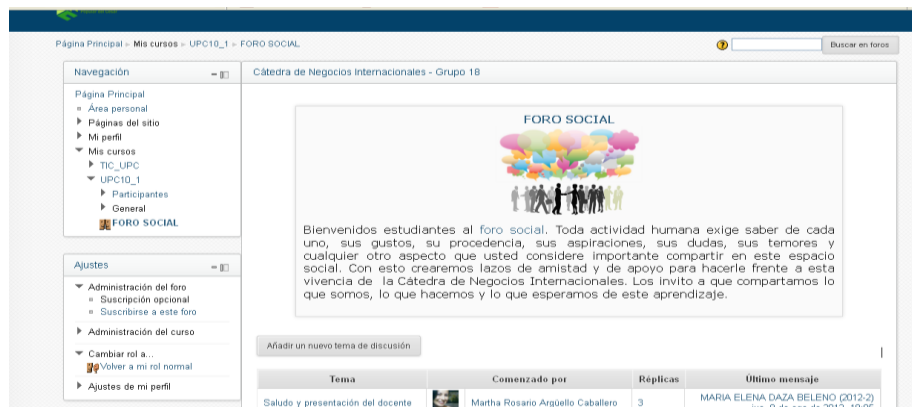 Página Principal ▹ Mis cursos ▹ UPC10_1 ▹ FORO SOCIAL
Buscar en foros
Navegación
Página Principal
Área personal
Páginas del sitio
Mi perfil
Mis cursos
TIC_UPC
UPC10_1
Participantes
General
FORO SOCIAL
Ajustes
Administración del foro
Suscripción opcional
Suscribirse a este foro
Administración del curso
Cambiar rol a...
Volver a mi rol normal
Ajustes de mi perfil
Cátedra de Negocios Internacionales - Grupo 18
FORO SOCIAL
Bienvenidos estudiantes al foro social. Toda actividad humana exige saber de cada
uno, sus gustos, su procedencia, sus aspiraciones, sus dudas, sus temores y
cualquier otro aspecto que usted considere importante compartir en este espacio
social. Con esto crearemos lazos de amistad y de apoyo para hacerle frente a esta
vivencia de la Cátedra de Negocios Internacionales. Los invito a que compartamos lo
que somos, lo que hacemos y lo que esperamos de este aprendizaje.
Añadir un nuevo tema de discusión
Tema Comenzado por Réplicas Último mensaje
Saludo y presentación del docente Martha Rosario Argüello Caballero 3 MARIA ELENA DAZA BELEÑO (2012-2)